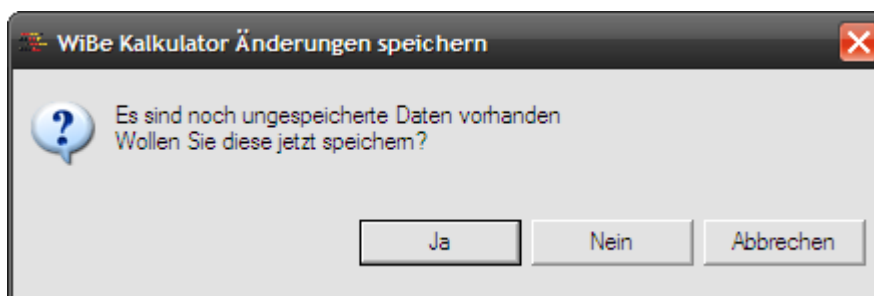 WiBe Kalkulator Änderungen speichern
Es sind noch ungespeicherte Daten vorhanden
Wollen Sie diese jetzt speichern?
Ja Nein Abbrechen